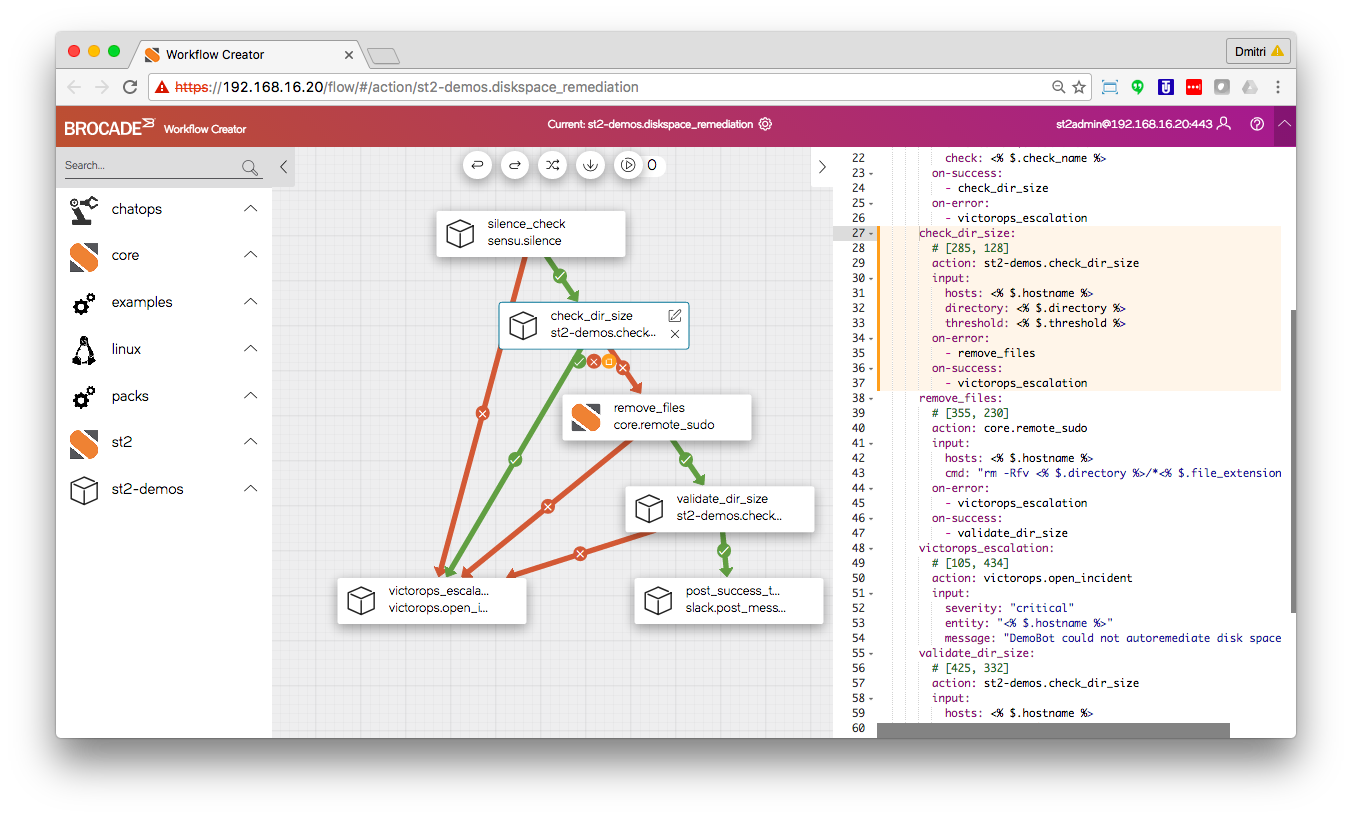 Workflow Creator
Dmitri
https://192.168.16.20/flow/#/action/st2-demos.diskspace_remediation
BROCADE Workflow Creator
Current: st2-demos.diskspace_remediation
st2admin@192.168.16.20:443
Search...
chatops
core
examples
linux
packs
st2
st2-demos
0
silence_check
sensu.silence
check_dir_size
st2-demos.check...
remove_files
core.remote_sudo
validate_dir_size
st2-demos.check...
victorops_escala...
victorops.open_i...
post_success_t...
slack.post_mess...
22 check: <% $.check_name %>
23 on-success:
24 - check_dir_size
25 on-error:
26 - victorops_escalation
27 check_dir_size:
28 # [285, 128]
29 action: st2-demos.check_dir_size
30 input:
31 hosts: <% $.hostname %>
32 directory: <% $.directory %>
33 threshold: <% $.threshold %>
34 on-error:
35 - remove_files
36 on-success:
37 - victorops_escalation
38 remove_files:
39 # [355, 230]
40 action: core.remote_sudo
41 input:
42 hosts: <% $.hostname %>
43 cmd: "rm -Rfv <% $.directory %>/*<% $.file_extension
44 on-error:
45 - victorops_escalation
46 on-success:
47 - validate_dir_size
48 victorops_escalation:
49 # [105, 434]
50 action: victorops.open_incident
51 input:
52 severity: "critical"
53 entity: "<% $.hostname %>"
54 message: "DemoBot could not autoremediate disk space
55 validate_dir_size:
56 # [425, 332]
57 action: st2-demos.check_dir_size
58 input:
59 hosts: <% $.hostname %>
60